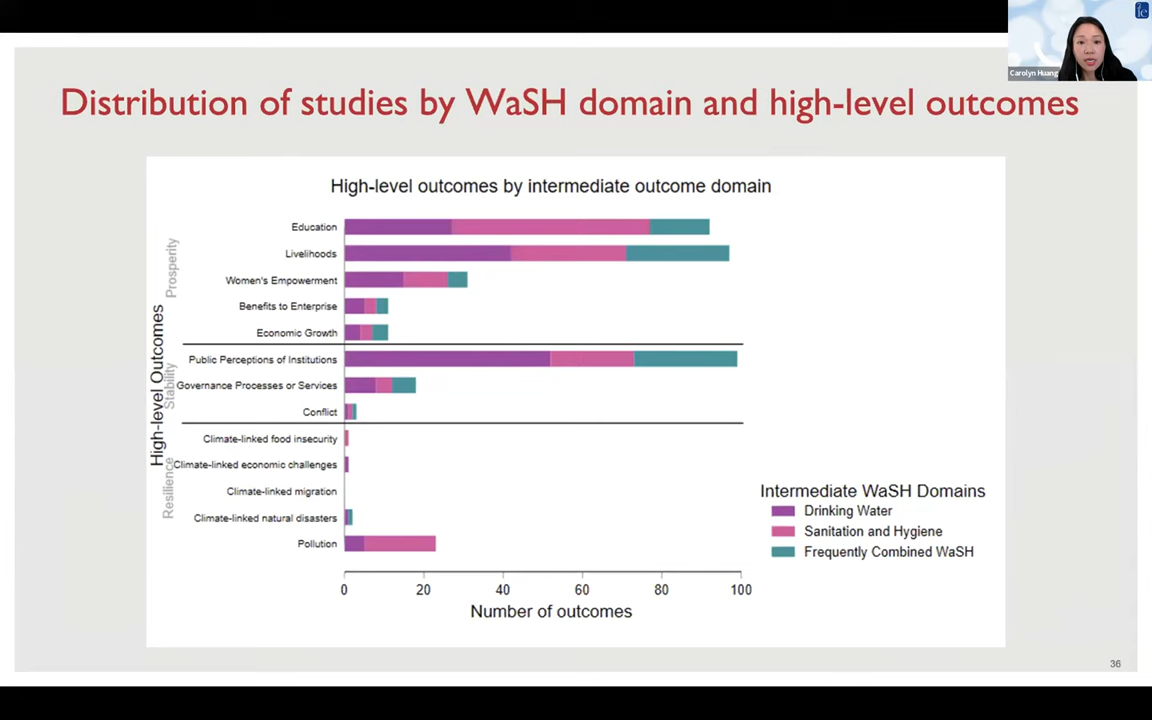 ie
Carolyn Huang
Distribution of studies by WaSH domain and high-level outcomes
High-level outcomes by intermediate outcome domain
High-Level Outcomes
Prosperity
Education
Livelihoods
Women's Empowerment
Benefits to Enterprise
Economic Growth
Stability
Public Perceptions of Institutions
Governance Processes or Services
Conflict
Resilience
Climate-linked food insecurity
Climate-linked economic challenges
Climate-linked migration
Climate-linked natural disasters
Pollution
0 20 40 60 80 100
Number of outcomes
Intermediate WaSH Domains
Drinking Water
Sanitation and Hygiene
Frequently Combined WaSH
36